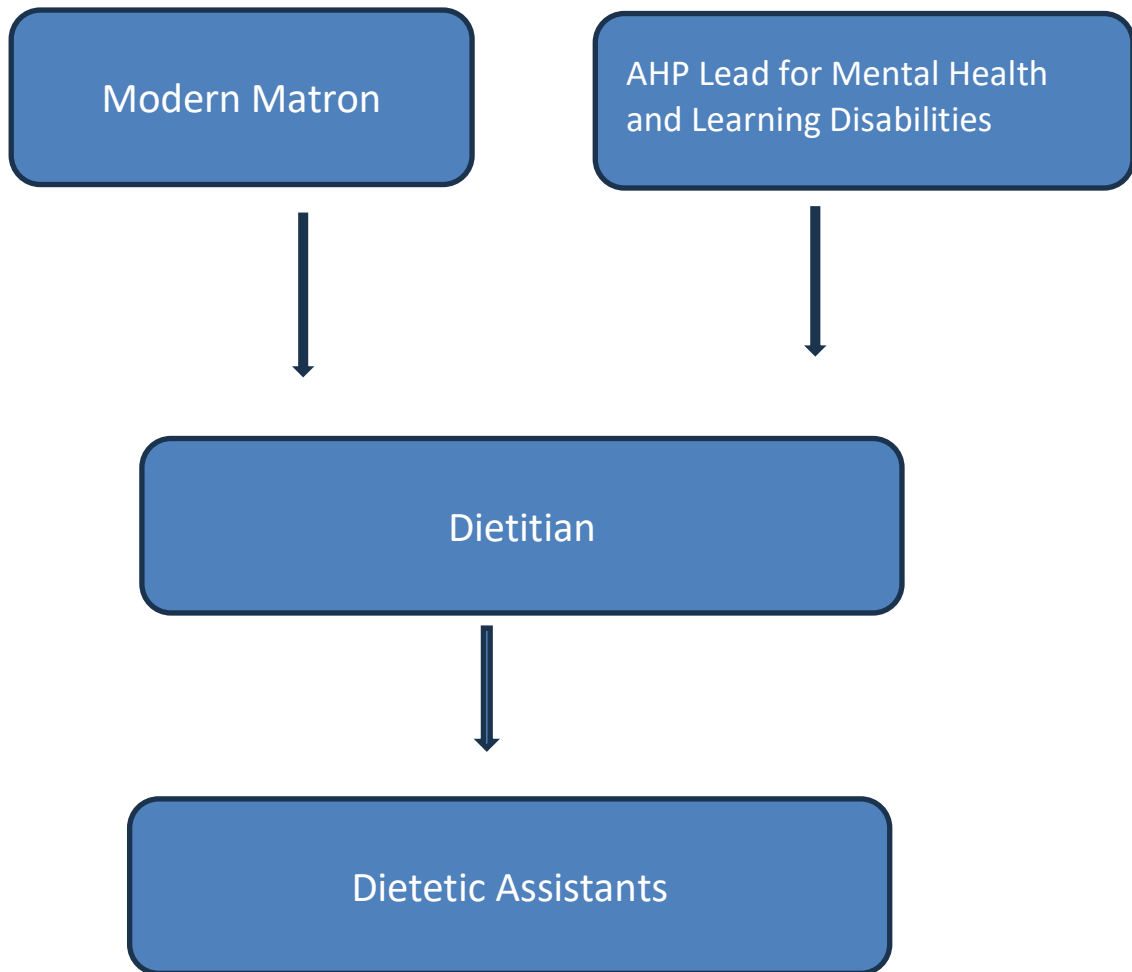 Modern Matron
AHP Lead for Mental Health
and Learning Disabilities
Dietitian
Dietetic Assistants